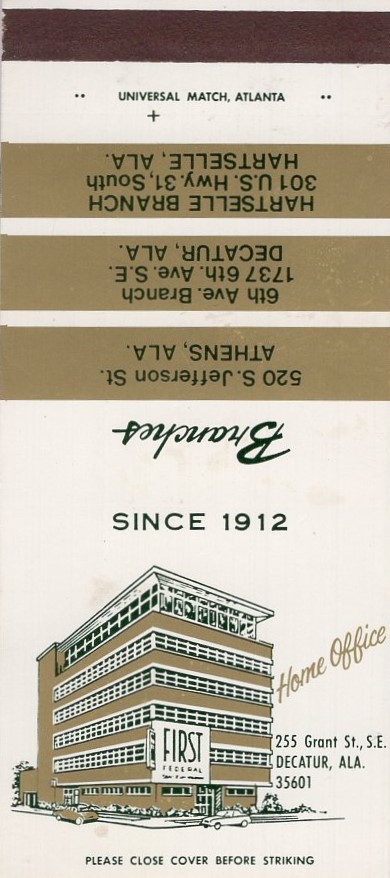 UNIVERSAL MATCH, ATLANTA
SINCE 1912
FIRST
FEDERAL
Home Office
255 Grant St., S.E.
DECATUR, ALA.
35601
PLEASE CLOSE COVER BEFORE STRIKING
Branches
520 S. Jefferson St.
ATHENS, ALA.
6th Ave. Branch
1737 6th. Ave S.E.
DECATUR, ALA.
HARTSELLE BRANCH
301 U.S. Hwy. 31, South
HARTSELLE, ALA.